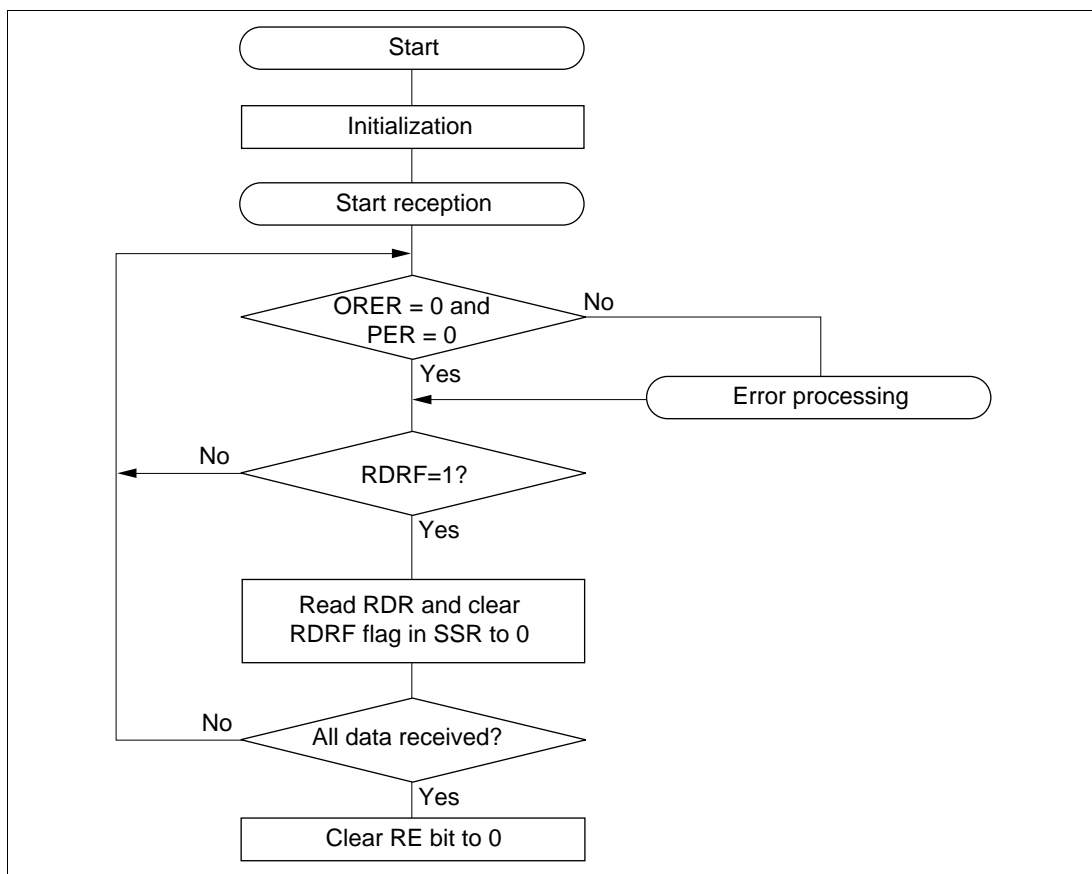 Start
Initialization
Start reception
ORER = 0 and
PER = 0
No
Yes
Error processing
No
RDRF=1?
Yes
Read RDR and clear
RDRF flag in SSR to 0
No
All data received?
Yes
Clear RE bit to 0